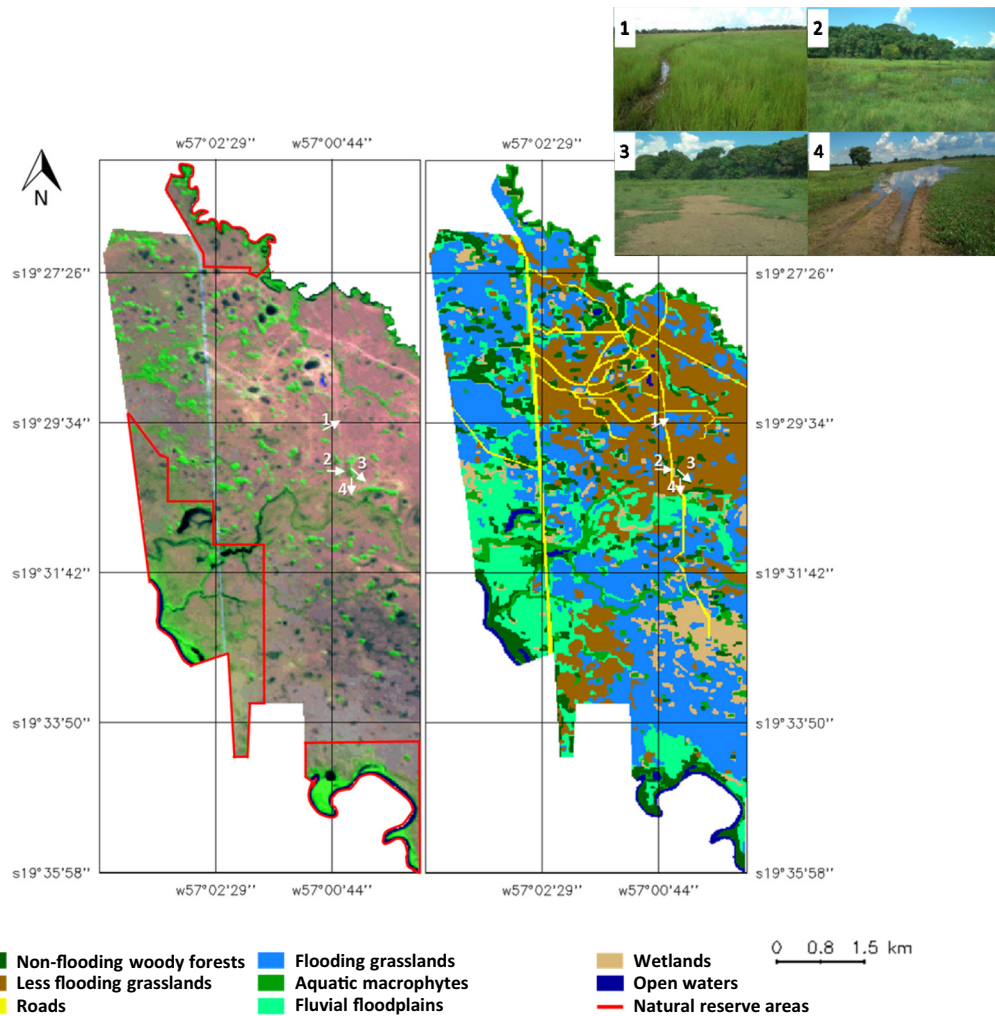 1
2
3
4
w57°02'29'' w57°00'44''
w57°02'29''
N
s19°27'26''
s19°27'26''
s19°29'34''
1
1
s19°29'34''
2 3
2 3
4
4
s19°31'42''
s19°31'42''
s19°33'50''
s19°33'50''
s19°35'58''
s19°35'58''
w57°02'29'' w57°00'44''
w57°02'29'' w57°00'44''
Non-flooding woody forests
Flooding grasslands
Wetlands
0 0.8 1.5 km
Less flooding grasslands
Aquatic macrophytes
Open waters
Roads
Fluvial floodplains
Natural reserve areas